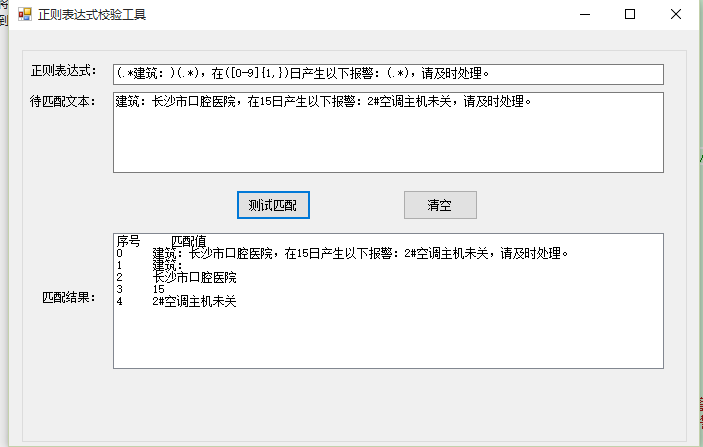 正则表达式校验工具
正则表达式： (.*建筑：)(.*)，在([0-9]{1,})日产生以下报警：(.*)，请及时处理。
待匹配文本： 建筑：长沙市口腔医院，在15日产生以下报警：2#空调主机未关，请及时处理。
测试匹配 清空
匹配结果：
序号 匹配值
0 建筑：长沙市口腔医院，在15日产生以下报警：2#空调主机未关，请及时处理。
1 建筑：
2 长沙市口腔医院
3 15
4 2#空调主机未关